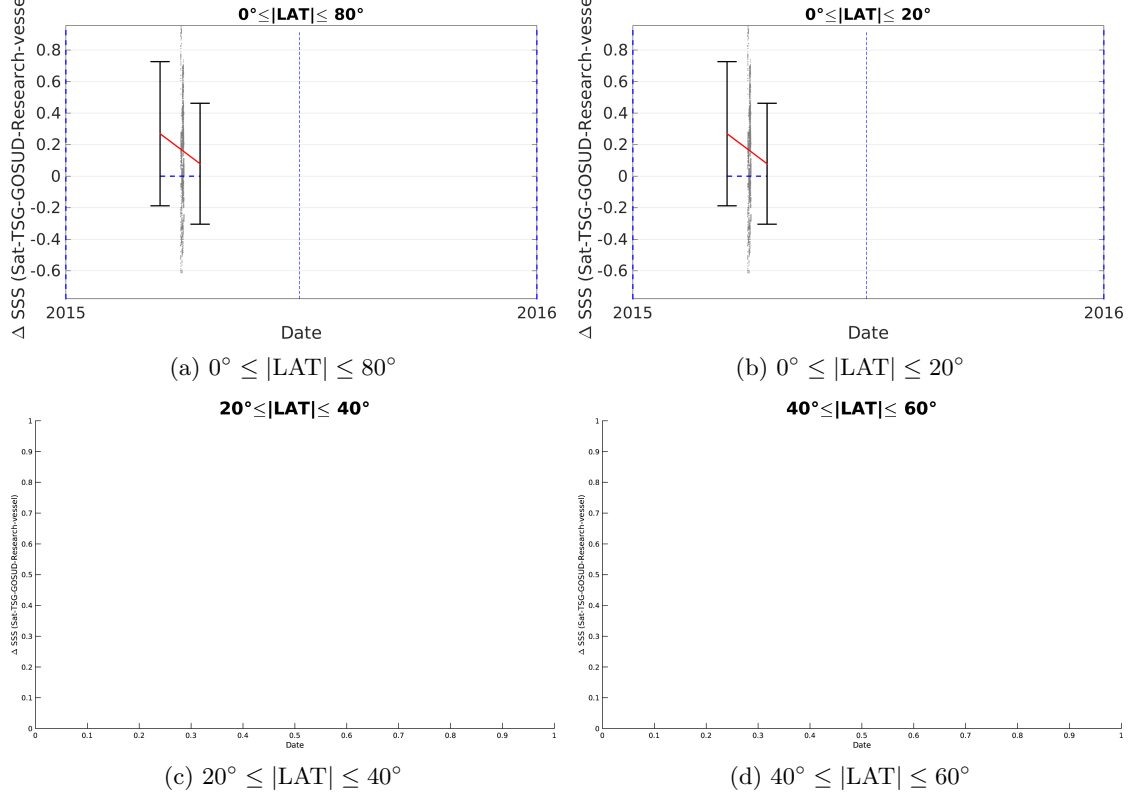 0°≤|LAT|≤ 80°
Δ SSS (Sat-TSG-GOSUD-Research-vessel
0.8
0.6
0.4
0.2
0
-0.2
-0.4
-0.6
2015
2016
Date
(a) 0° ≤ |LAT| ≤ 80°
0°≤|LAT|≤ 20°
Δ SSS (Sat-TSG-GOSUD-Research-vessel
0.8
0.6
0.4
0.2
0
-0.2
-0.4
-0.6
2015
2016
Date
(b) 0° ≤ |LAT| ≤ 20°
20°≤|LAT|≤ 40°
Δ SSS (Sat-TSG-GOSUD-Research-vessel)
1
0.9
0.8
0.7
0.6
0.5
0.4
0.3
0.2
0.1
0
0 0.1 0.2 0.3 0.4 0.5 0.6 0.7 0.8 0.9 1
Date
(c) 20° ≤ |LAT| ≤ 40°
40°≤|LAT|≤ 60°
Δ SSS (Sat-TSG-GOSUD-Research-vessel)
1
0.9
0.8
0.7
0.6
0.5
0.4
0.3
0.2
0.1
0
0 0.1 0.2 0.3 0.4 0.5 0.6 0.7 0.8 0.9 1
Date
(d) 40° ≤ |LAT| ≤ 60°